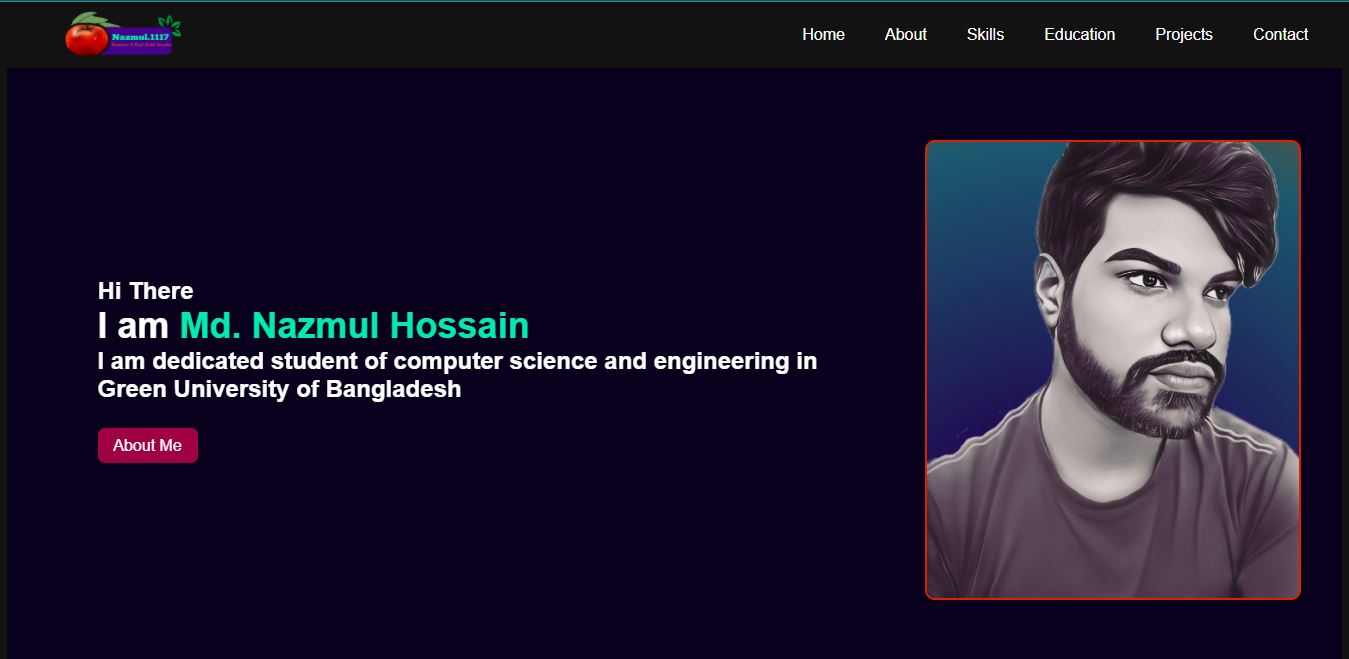 Nazmul.1117
Home
About
Skills
Education
Projects
Contact
Hi There
I am Md. Nazmul Hossain
I am dedicated student of computer science and engineering in
Green University of Bangladesh
About Me